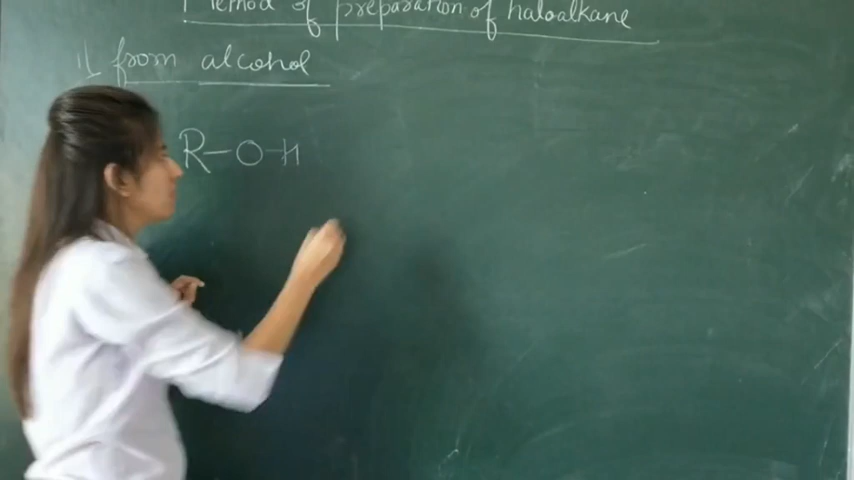 Method of preparation of haloalkane
1) from alcohol
R-O-H